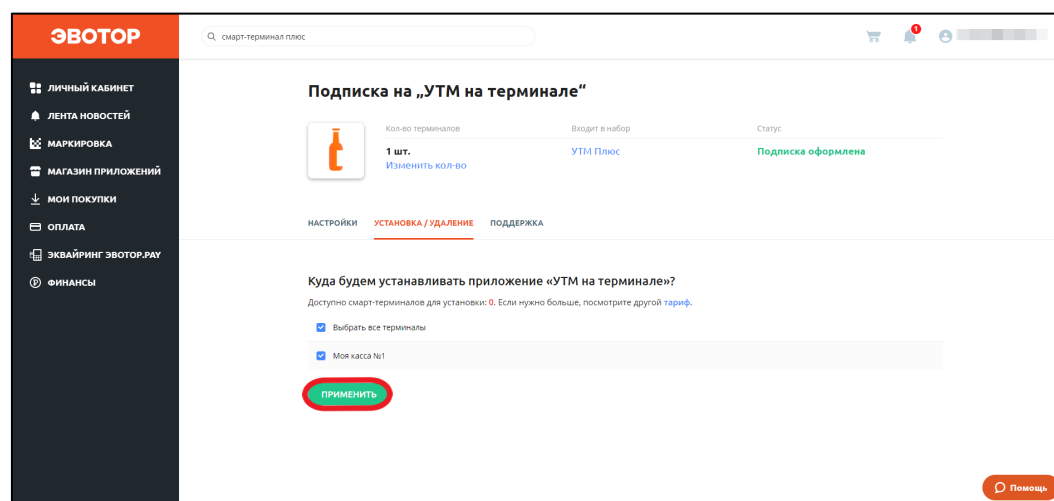 ЭВОТОР
смарт-терминал плюс
1
ЛИЧНЫЙ КАБИНЕТ
ЛЕНТА НОВОСТЕЙ
МАРКИРОВКА
МАГАЗИН ПРИЛОЖЕНИЙ
МОИ ПОКУПКИ
ОПЛАТА
ЭКВАЙРИНГ ЭВОТОР.PAY
ФИНАНСЫ
Подписка на „УТМ на терминале“
Кол-во терминалов Входит в набор Статус
1 шт. УТМ Плюс Подписка оформлена
Изменить кол-во
НАСТРОЙКИ УСТАНОВКА / УДАЛЕНИЕ ПОДДЕРЖКА
Куда будем устанавливать приложение «УТМ на терминале»?
Доступно смарт-терминалов для установки: 0. Если нужно больше, посмотрите другой тариф.
Выбрать все терминалы
Моя касса №1
ПРИМЕНИТЬ
Помощь